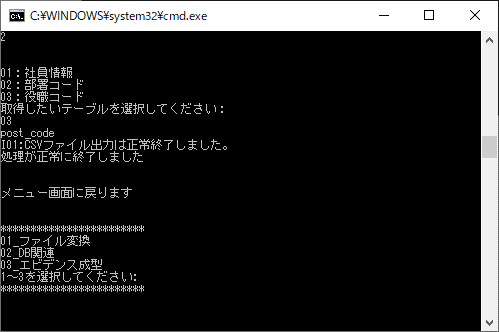 C:¥WINDOWS¥system32¥cmd.exe
2
01：社員情報
02：部署コード
03：役職コード
取得したいテーブルを選択してください：
03
post_code
I01:CSVファイル出力は正常終了しました。
処理が正常に終了しました
メニュー画面に戻ります
************************
01_ファイル変換
02_DB関連
03_エビデンス成型
1～3を選択してください:
************************